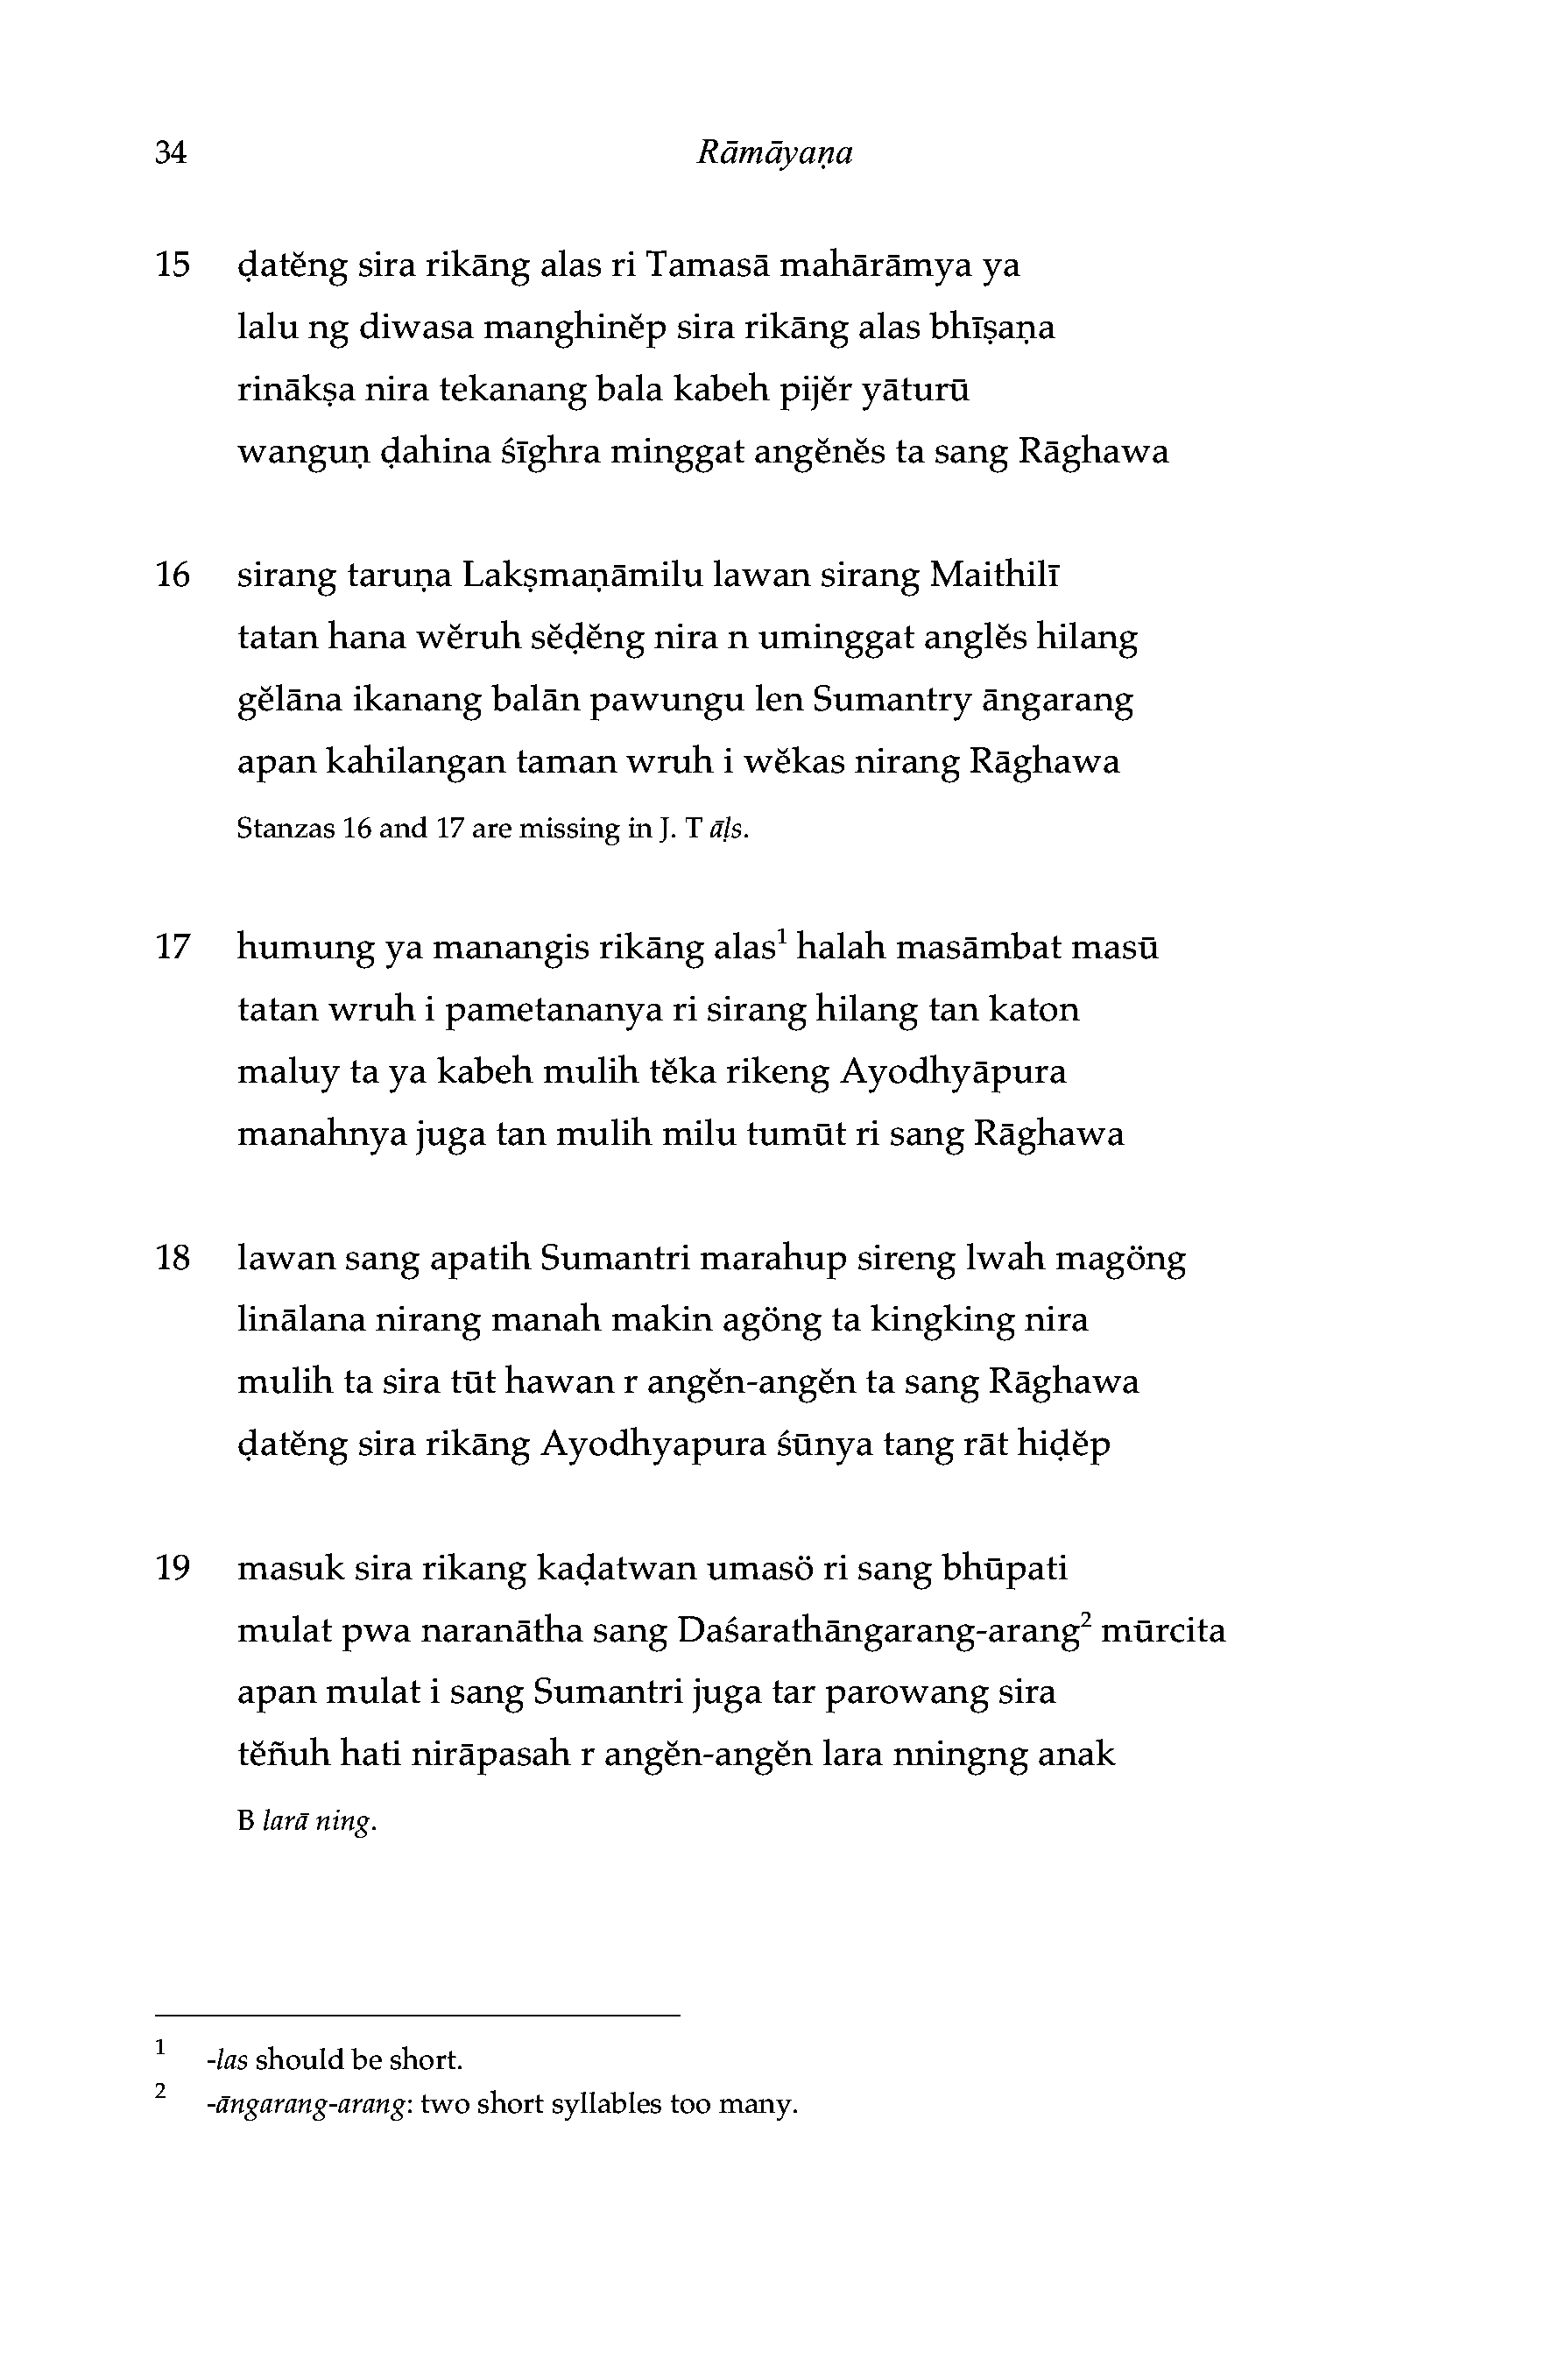 34 Rāmāyaṇa
15 ḍatĕng sira rikāng alas ri Tamasā mahārāmya ya
lalu ng diwasa manghinĕp sira rikāng alas bhīṣaṇa
rinākṣa nira tekanang bala kabeh pijĕr yāturū
wanguṇ ḍahina śīghra minggat angĕnĕs ta sang Rāghawa
16 sirang taruṇa Lakṣmaṇāmilu lawan sirang Maithilī
tatan hana wĕruh sĕḍĕng nira n uminggat anglĕs hilang
gĕlāna ikanang balān pawungu len Sumantry āngarang
apan kahilangan taman wruh i wĕkas nirang Rāghawa
Stanzas 16 and 17 are missing in J. T āḷs.
17 humung ya manangis rikāng alas¹ halah masāmbat masū
tatan wruh i pametananya ri sirang hilang tan katon
maluy ta ya kabeh mulih tĕka rikeng Ayodhyāpura
manahnya juga tan mulih milu tumūt ri sang Rāghawa
18 lawan sang apatih Sumantri marahup sireng lwah magöng
linālana nirang manah makin agöng ta kingking nira
mulih ta sira tūt hawan r angĕn-angĕn ta sang Rāghawa
ḍatĕng sira rikāng Ayodhyapura śūnya tang rāt hiḍĕp
19 masuk sira rikang kaḍatwan umasö ri sang bhūpati
mulat pwa naranātha sang Daśarathāngarang-arang² mūrcita
apan mulat i sang Sumantri juga tar parowang sira
tĕñuh hati nirāpasah r angĕn-angĕn lara nningng anak
B larā ning.
1 -las should be short.
2 -āngarang-arang: two short syllables too many.